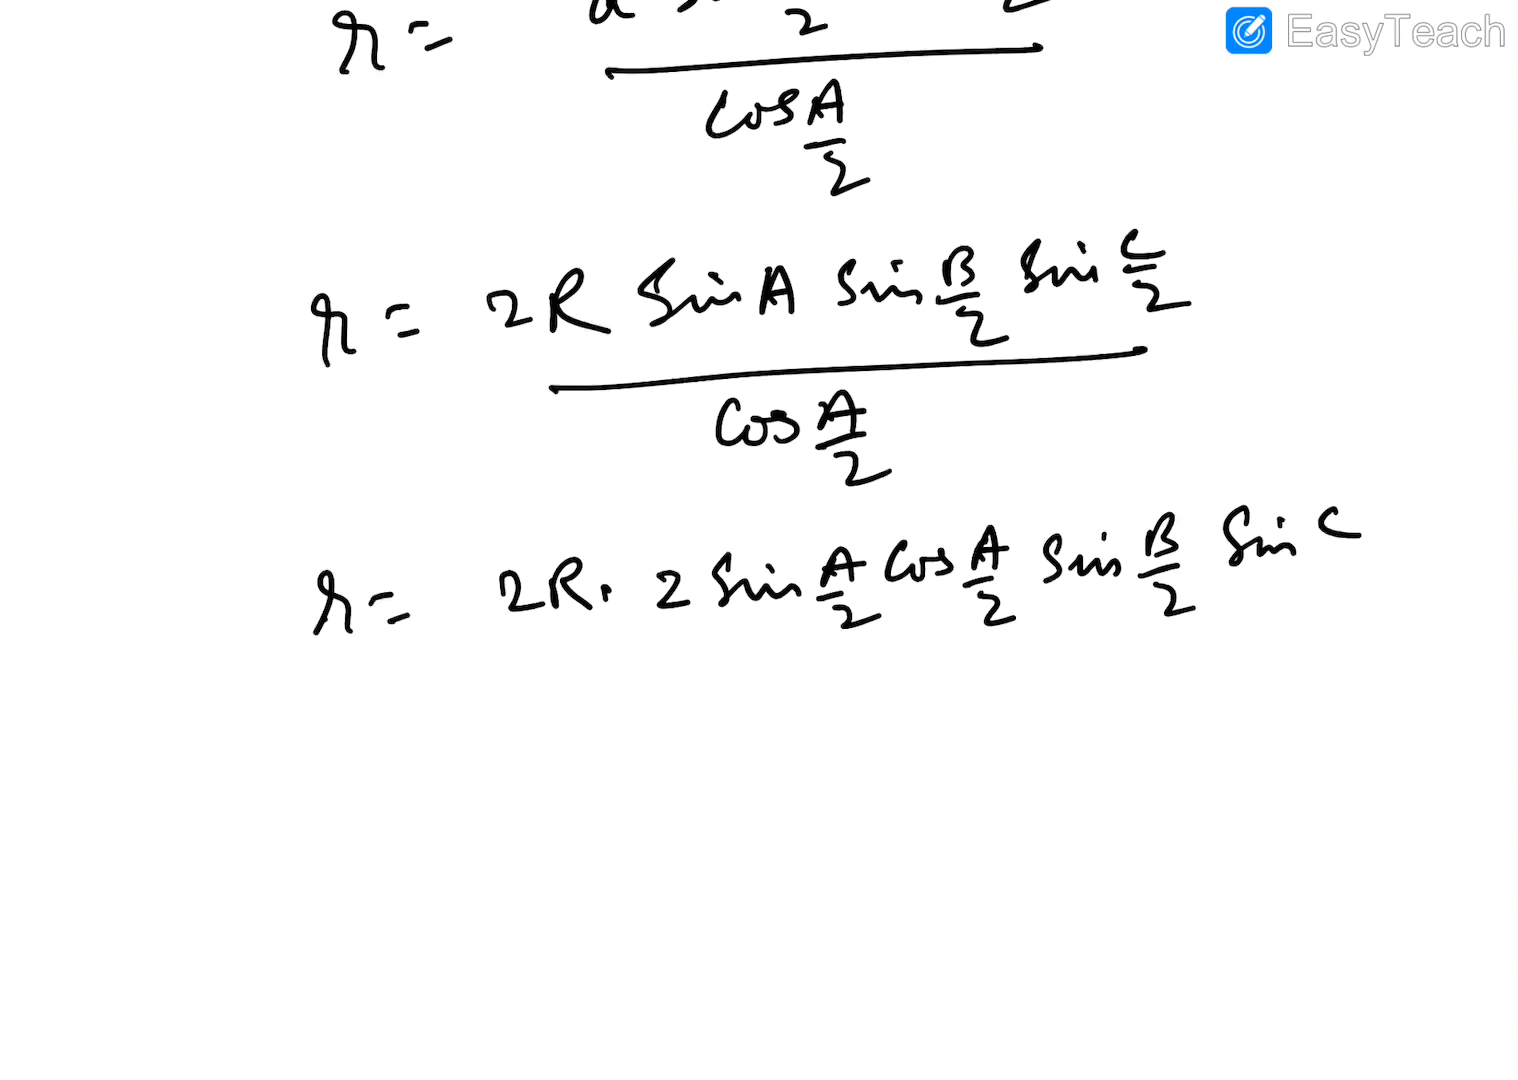 EasyTeach
r = 2
cos A/2
r = 2R sin A sin B/2 sin C/2
cos A/2
r = 2R. 2 sin A/2 cos A/2 sin B/2 sin C